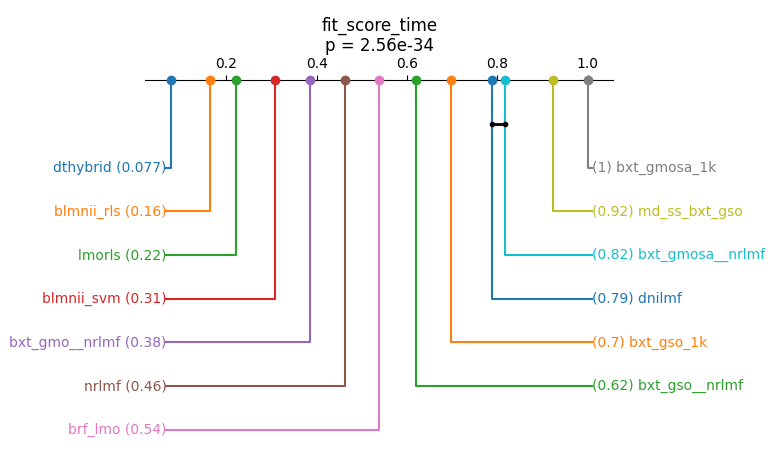 fit_score_time
p = 2.56e-34
0.2 0.4 0.6 0.8 1.0
dthybrid (0.077)
(1) bxt_gmosa_1k
blmnii_rls (0.16)
(0.92) md_ss_bxt_gso
lmorls (0.22)
(0.82) bxt_gmosa__nrlmf
blmnii_svm (0.31)
(0.79) dnilmf
bxt_gmo__nrlmf (0.38)
(0.7) bxt_gso_1k
nrlmf (0.46)
(0.62) bxt_gso__nrlmf
brf_lmo (0.54)